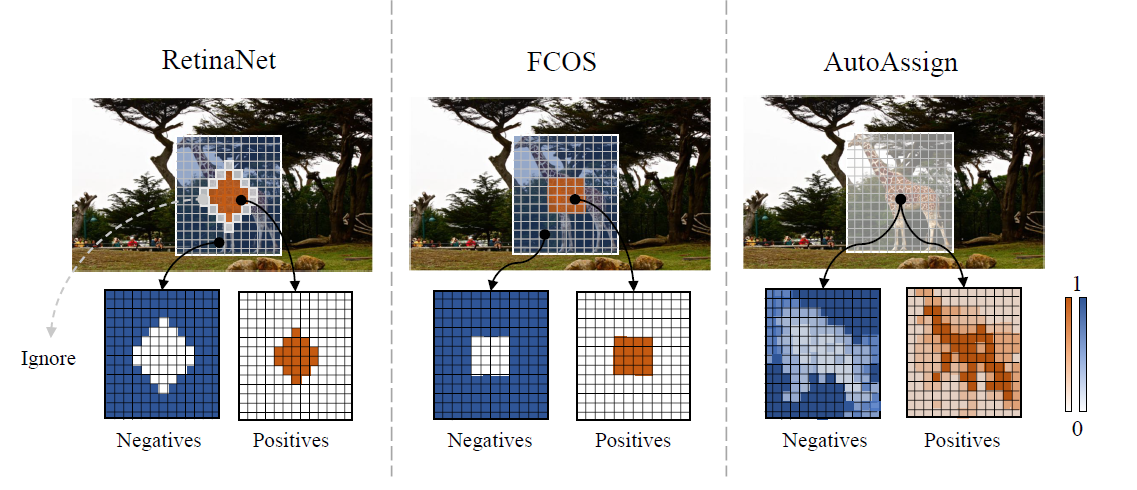 RetinaNet
FCOS
AutoAssign
Ignore
1
0
Negatives
Positives
Negatives
Positives
Negatives
Positives